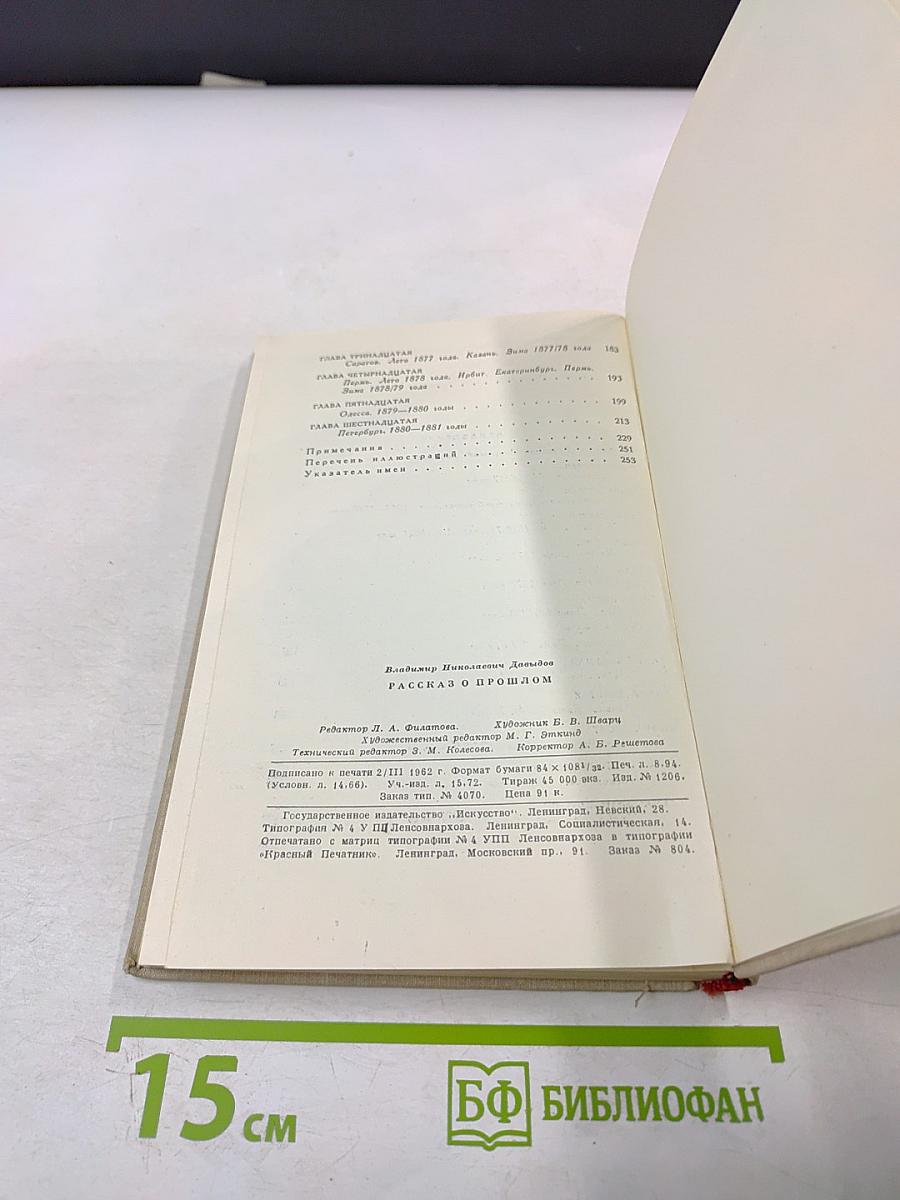 ГЛАВА ТРИНАДЦАТАЯ
Саратов. Лето 1877 года. Казань. Зима 1877/78 года 183
ГЛАВА ЧЕТЫРНАДЦАТАЯ
Пермь. Лето 1878 года. Ирбит. Екатеринбург. Пермь.
Зима 1878/79 года . . . . . . . . . . . . . . 193
ГЛАВА ПЯТНАДЦАТАЯ
Одесса. 1879—1880 годы . . . . . . . . . . . . 199
ГЛАВА ШЕСТНАДЦАТАЯ
Петербург. 1880—1881 годы . . . . . . . . . . . 213
Примечания . . . . . . . . . . . . . . . . . 229
Перечень иллюстраций . . . . . . . . . . . . . 251
Указатель имен . . . . . . . . . . . . . . . . 253
Владимир Николаевич Давыдов
РАССКАЗ О ПРОШЛОМ
Редактор Л. А. Филатова. Художник Б. В. Шварц
Художественный редактор М. Г. Эткинд
Технический редактор З. М. Колесова. Корректор А. Б. Решетова
Подписано к печати 2/III 1962 г. Формат бумаги 84 × 108 1/32. Печ. л. 8,94.
(Условн. л. 14,66). Уч.-изд. л. 15,72. Тираж 45 000 экз. Изд. № 1206.
Заказ тип. № 4070. Цена 91 к.
Государственное издательство „Искусство". Ленинград, Невский, 28.
Типография № 4 У ПЦ Ленсовнархоза. Ленинград, Социалистическая, 14.
Отпечатано с матриц типографии № 4 УПП Ленсовнархоза в типографии
«Красный Печатник». Ленинград, Московский пр., 91. Заказ № 804.
15 см
БФ БИБЛИОФАН